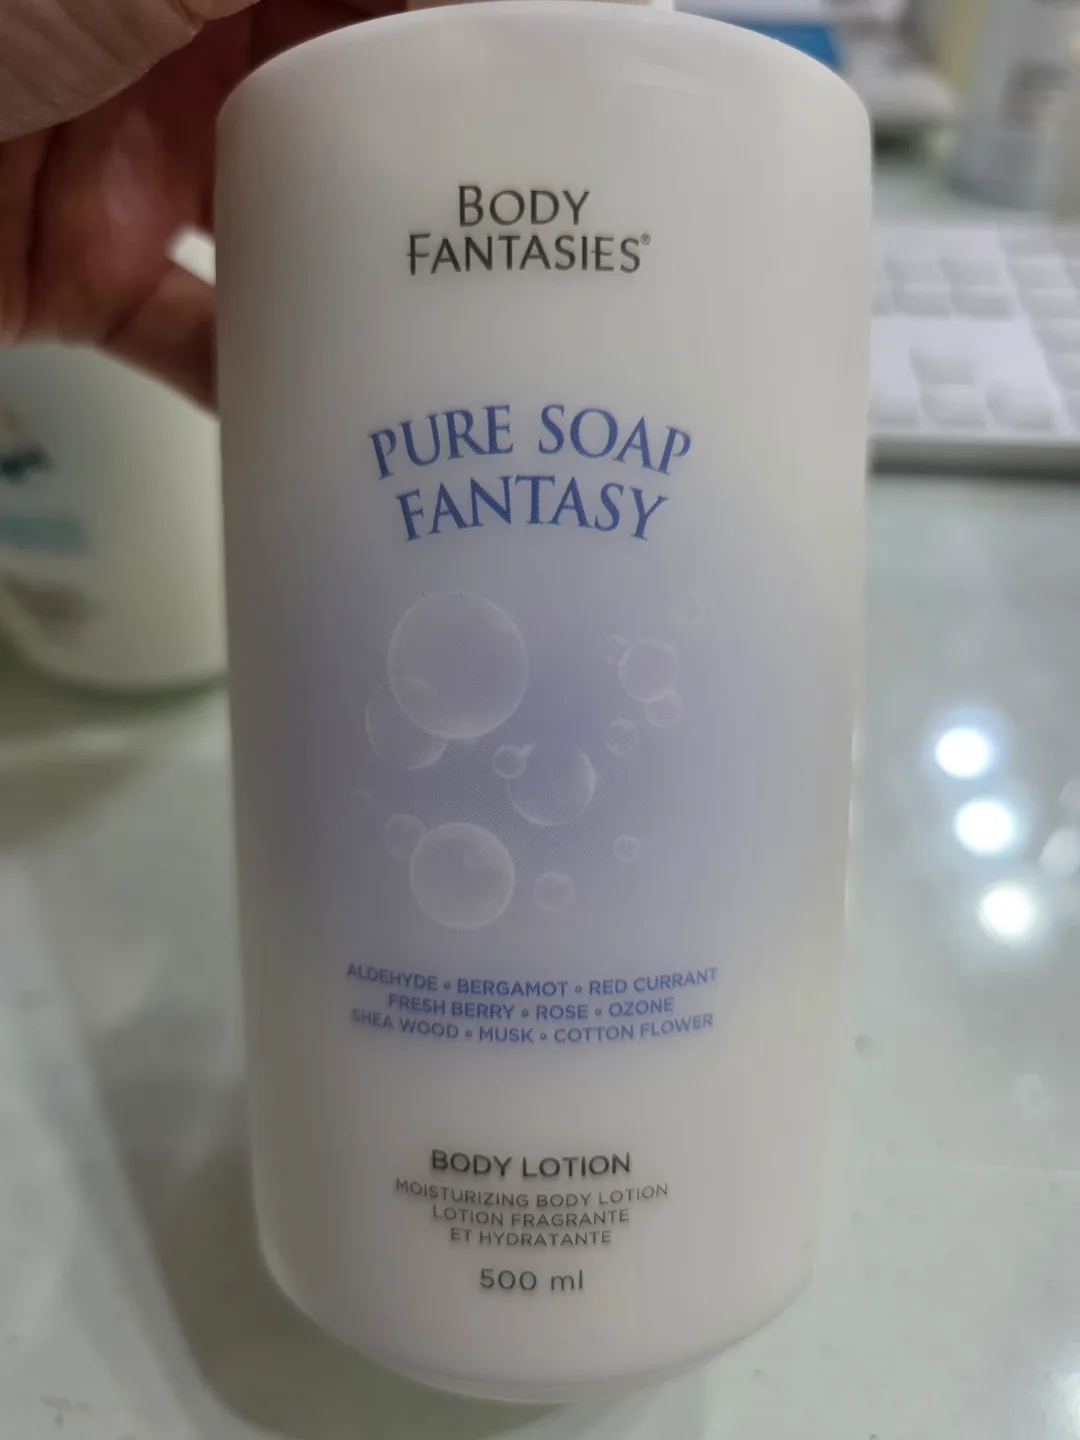 BODY
FANTASIES®
PURE SOAP
FANTASY
ALDEHYDE • BERGAMOT • RED CURRANT
FRESH BERRY • ROSE • OZONE
SHEA WOOD • MUSK • COTTON FLOWER
BODY LOTION
MOISTURIZING BODY LOTION
LOTION FRAGRANTE
ET HYDRATANTE
500 ml